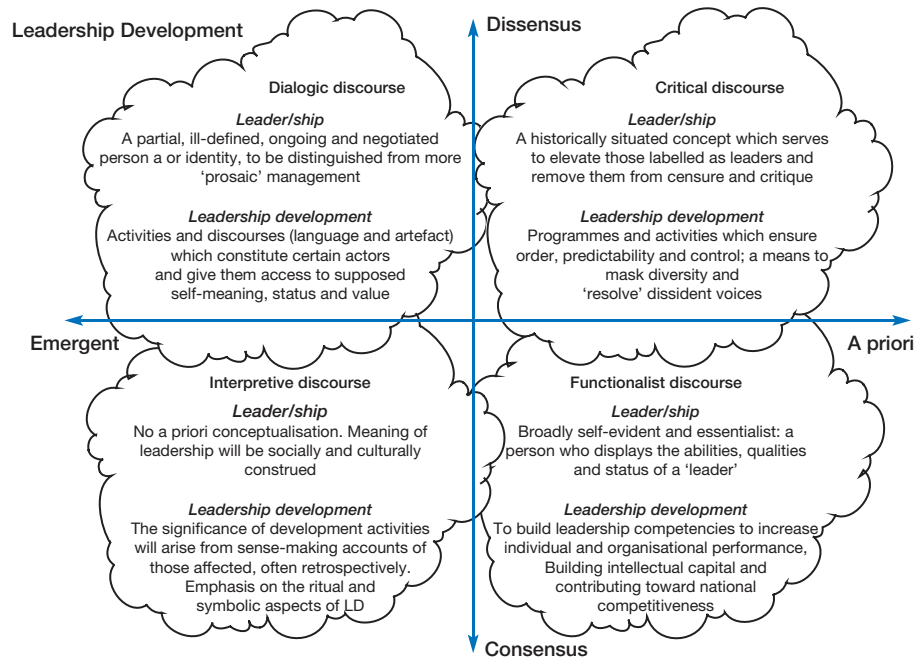 Leadership Development
Dissensus
Dialogic discourse
Leader/ship
A partial, ill-defined, ongoing and negotiated
person a or identity, to be distinguished from more
‘prosaic’ management
Leadership development
Activities and discourses (language and artefact)
which constitute certain actors
and give them access to supposed
self-meaning, status and value
Critical discourse
Leader/ship
A historically situated concept which serves
to elevate those labelled as leaders and
remove them from censure and critique
Leadership development
Programmes and activities which ensure
order, predictability and control; a means to
mask diversity and
‘resolve’ dissident voices
Emergent
A priori
Interpretive discourse
Leader/ship
No a priori conceptualisation. Meaning of
leadership will be socially and culturally
construed
Leadership development
The significance of development activities
will arise from sense-making accounts of
those affected, often retrospectively.
Emphasis on the ritual and
symbolic aspects of LD
Functionalist discourse
Leader/ship
Broadly self-evident and essentialist: a
person who displays the abilities, qualities
and status of a ‘leader’
Leadership development
To build leadership competencies to increase
individual and organisational performance,
Building intellectual capital and
contributing toward national
competitiveness
Consensus